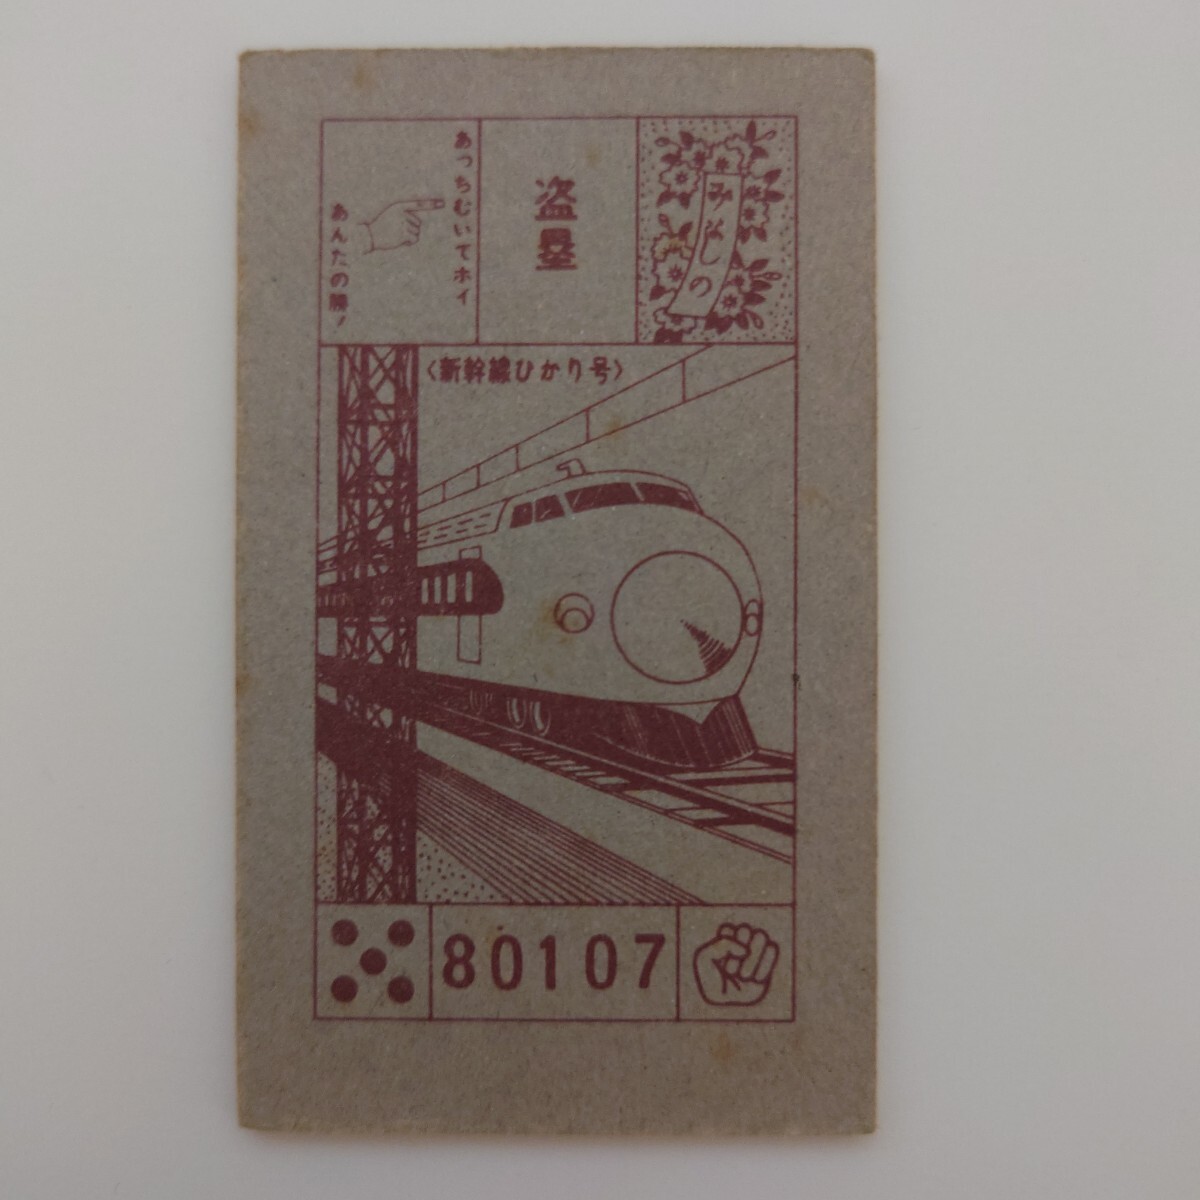 みよしの
盗塁
あっちむいてホイ
あんたの勝!
〈新幹線ひかり号〉
80107